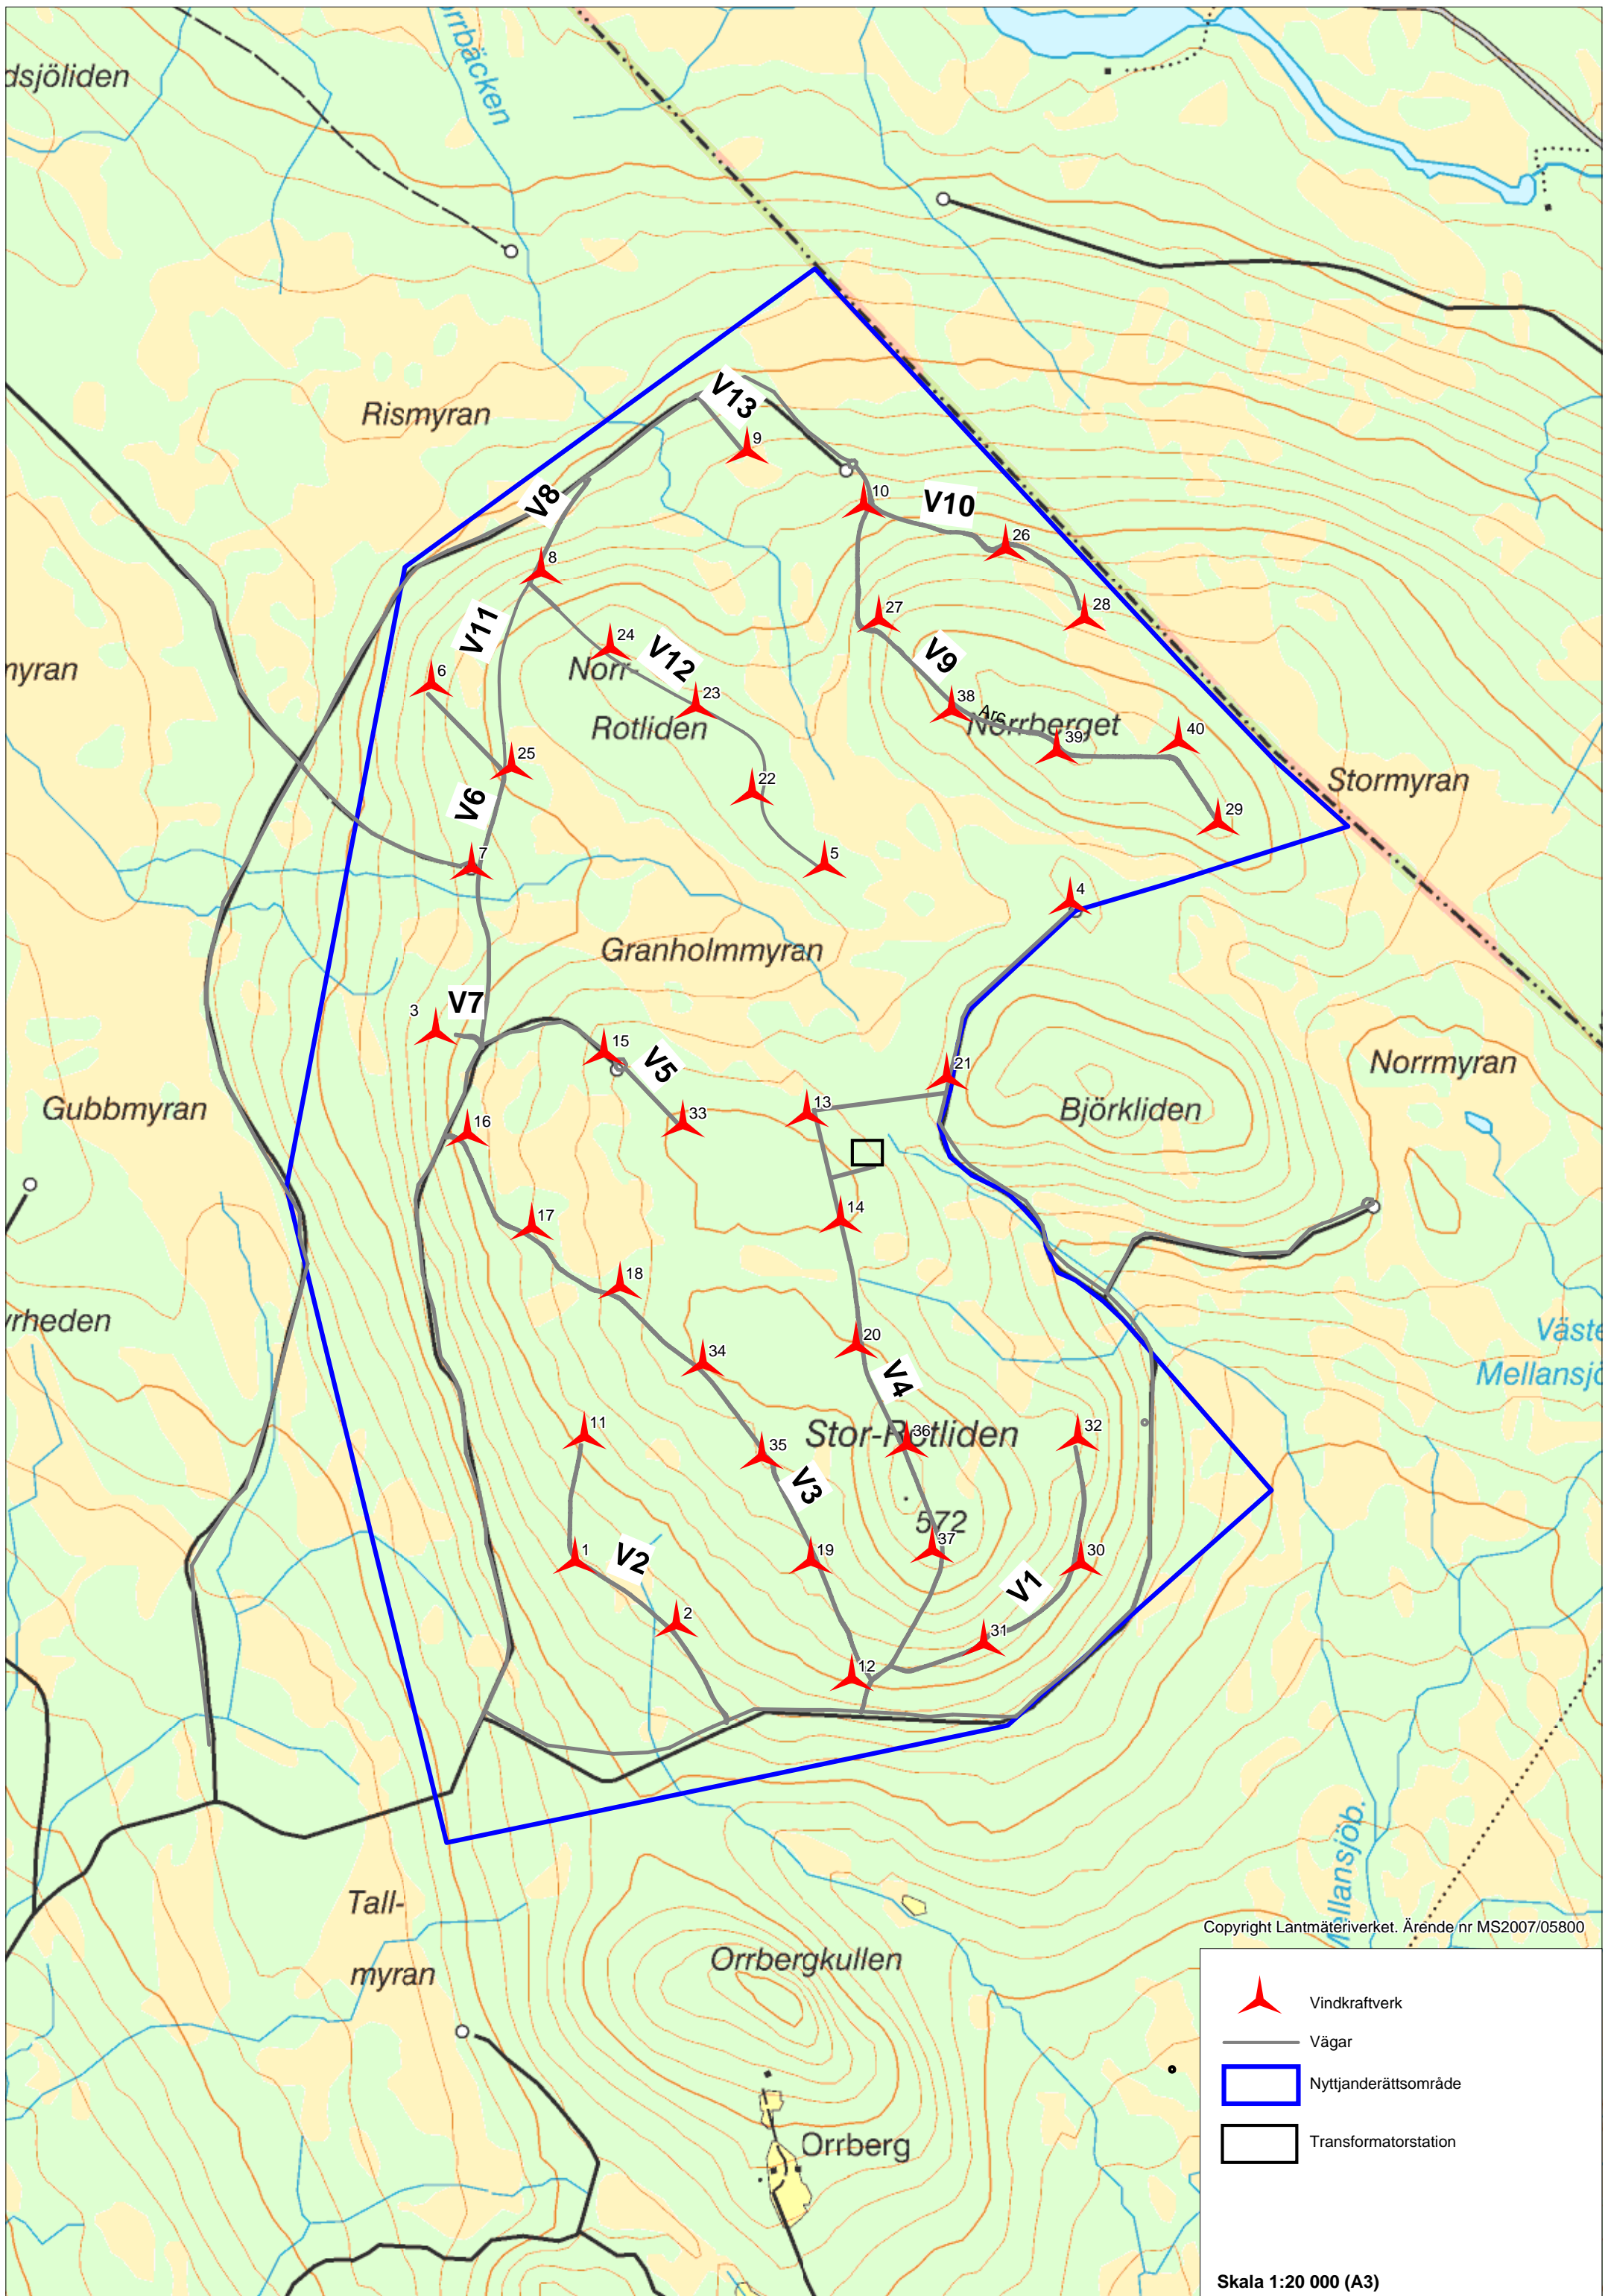 dsjöliden
rrbäcken
Rismyran
V13
9
V8
10
V10
26
8
27
28
V11
24
V12
Norr-
V9
6
myran
23
38
Ars
Norrberget
39
40
Rotliden
25
Stormyran
22
V6
29
7
5
4
Granholmmyran
3
V7
15
V5
21
Norrmyran
Gubbmyran
33
13
Björkliden
16
14
17
18
yrheden
20
Väste
34
V4
Mellansjö
11
35
Stor-Rotliden
36
32
V3
572
37
1
V2
19
30
V1
2
31
12
Mellansjöb.
Tall-
myran
Orrbergkullen
Orrberg
Copyright Lantmäteriverket. Ärende nr MS2007/05800
Vindkraftverk
Vägar
Nyttjanderättsområde
Transformatorstation
Skala 1:20 000 (A3)